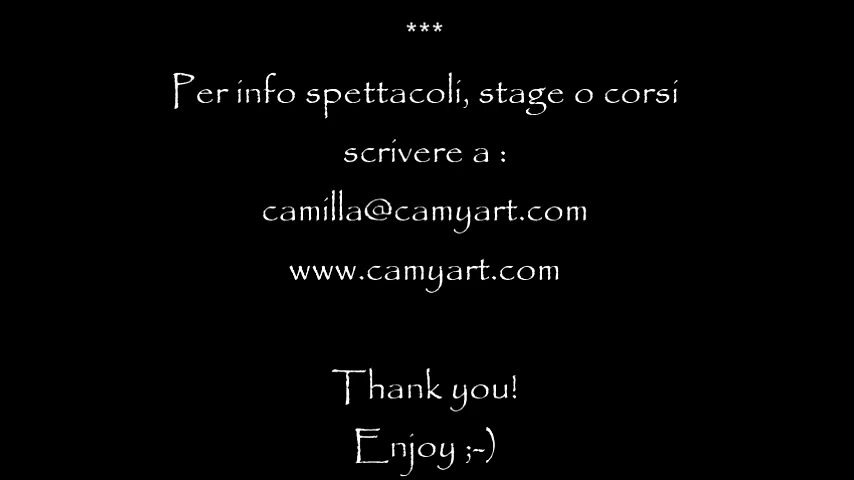 ***
Per info spettacoli, stage o corsi
scrivere a :
camilla@camyart.com
www.camyart.com
Thank you!
Enjoy ;-)